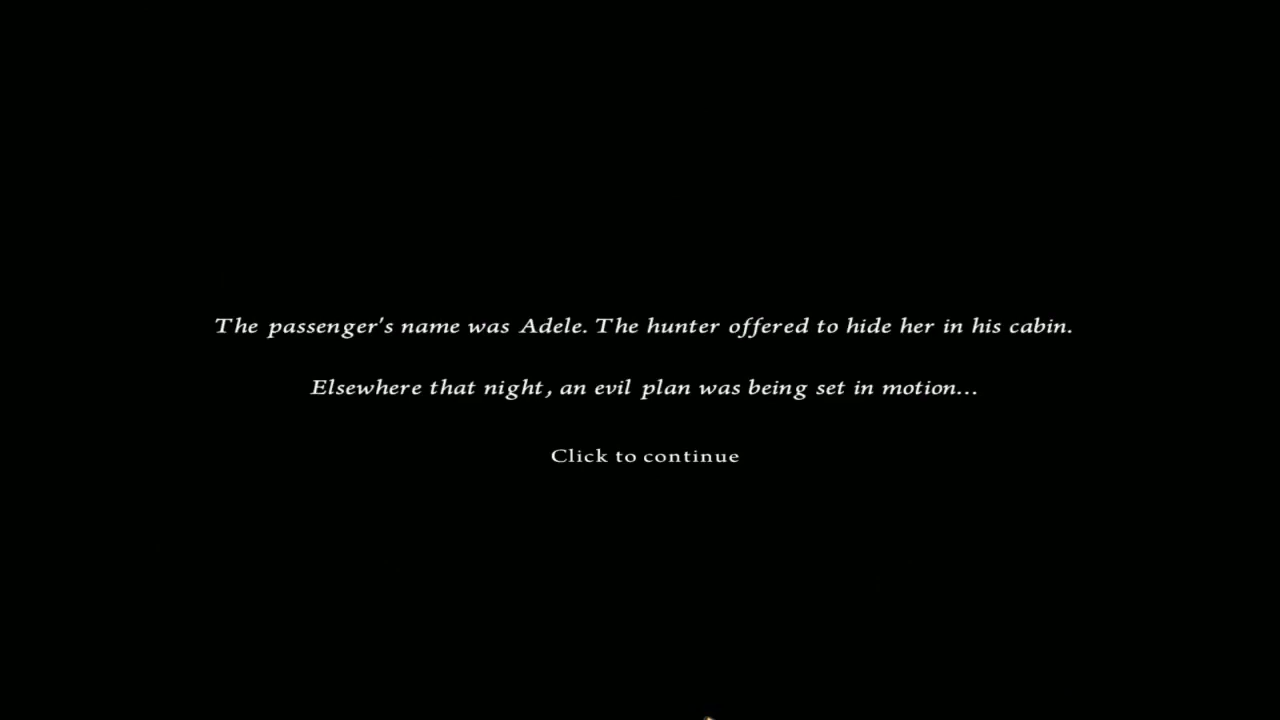 The passenger's name was Adele. The hunter offered to hide her in his cabin.
Elsewhere that night, an evil plan was being set in motion...
Click to continue